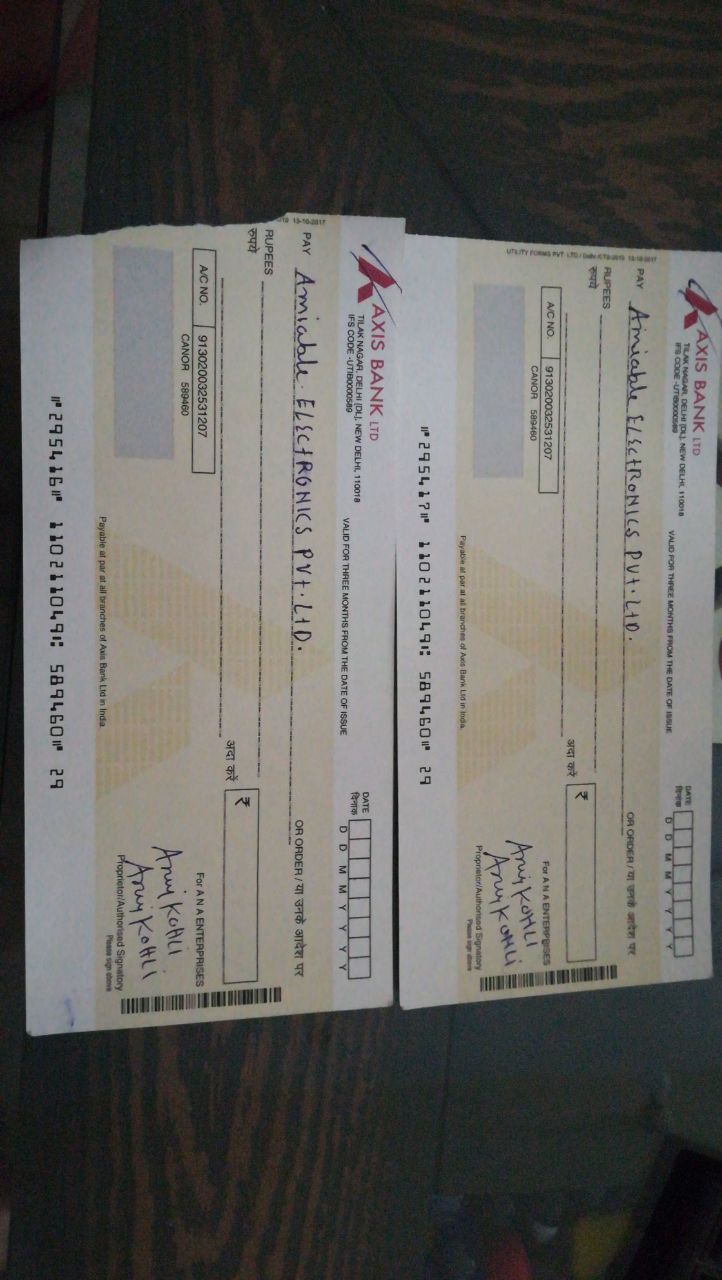 UTILITY FORMS PVT. LTD / Delhi /CTS-2010 13-10-2017
AXIS BANK LTD
TILAK NAGAR, DELHI [DL], NEW DELHI, 110018
IFS CODE -UTIB0000589
VALID FOR THREE MONTHS FROM THE DATE OF ISSUE
DATE
दिनांक
D D M M Y Y Y Y
PAY Amiable ELECTRONICS PVT. LTD.
OR ORDER / या उनके आदेश पर
RUPEES
रुपये
अदा करें ₹
A/C NO. 913020032531207
CANOR 589460
For A N A ENTERPRISES
Anuj KOHLI
Anuj KOHLI
Proprietor/Authorised Signatory
Please sign above
Payable at par at all branches of Axis Bank Ltd in India.
⑈295417⑈ 110211049⑆ 589460⑈ 29
13-10-2017
AXIS BANK LTD
TILAK NAGAR, DELHI [DL], NEW DELHI, 110018
IFS CODE -UTIB0000589
VALID FOR THREE MONTHS FROM THE DATE OF ISSUE
DATE
दिनांक
D D M M Y Y Y Y
PAY Amiable ELECTRONICS PVT. LTD.
OR ORDER / या उनके आदेश पर
RUPEES
रुपये
अदा करें ₹
A/C NO. 913020032531207
CANOR 589460
For A N A ENTERPRISES
Anuj KOHLI
Anuj KOHLI
Proprietor/Authorised Signatory
Please sign above
Payable at par at all branches of Axis Bank Ltd in India.
⑈295416⑈ 110211049⑆ 589460⑈ 29